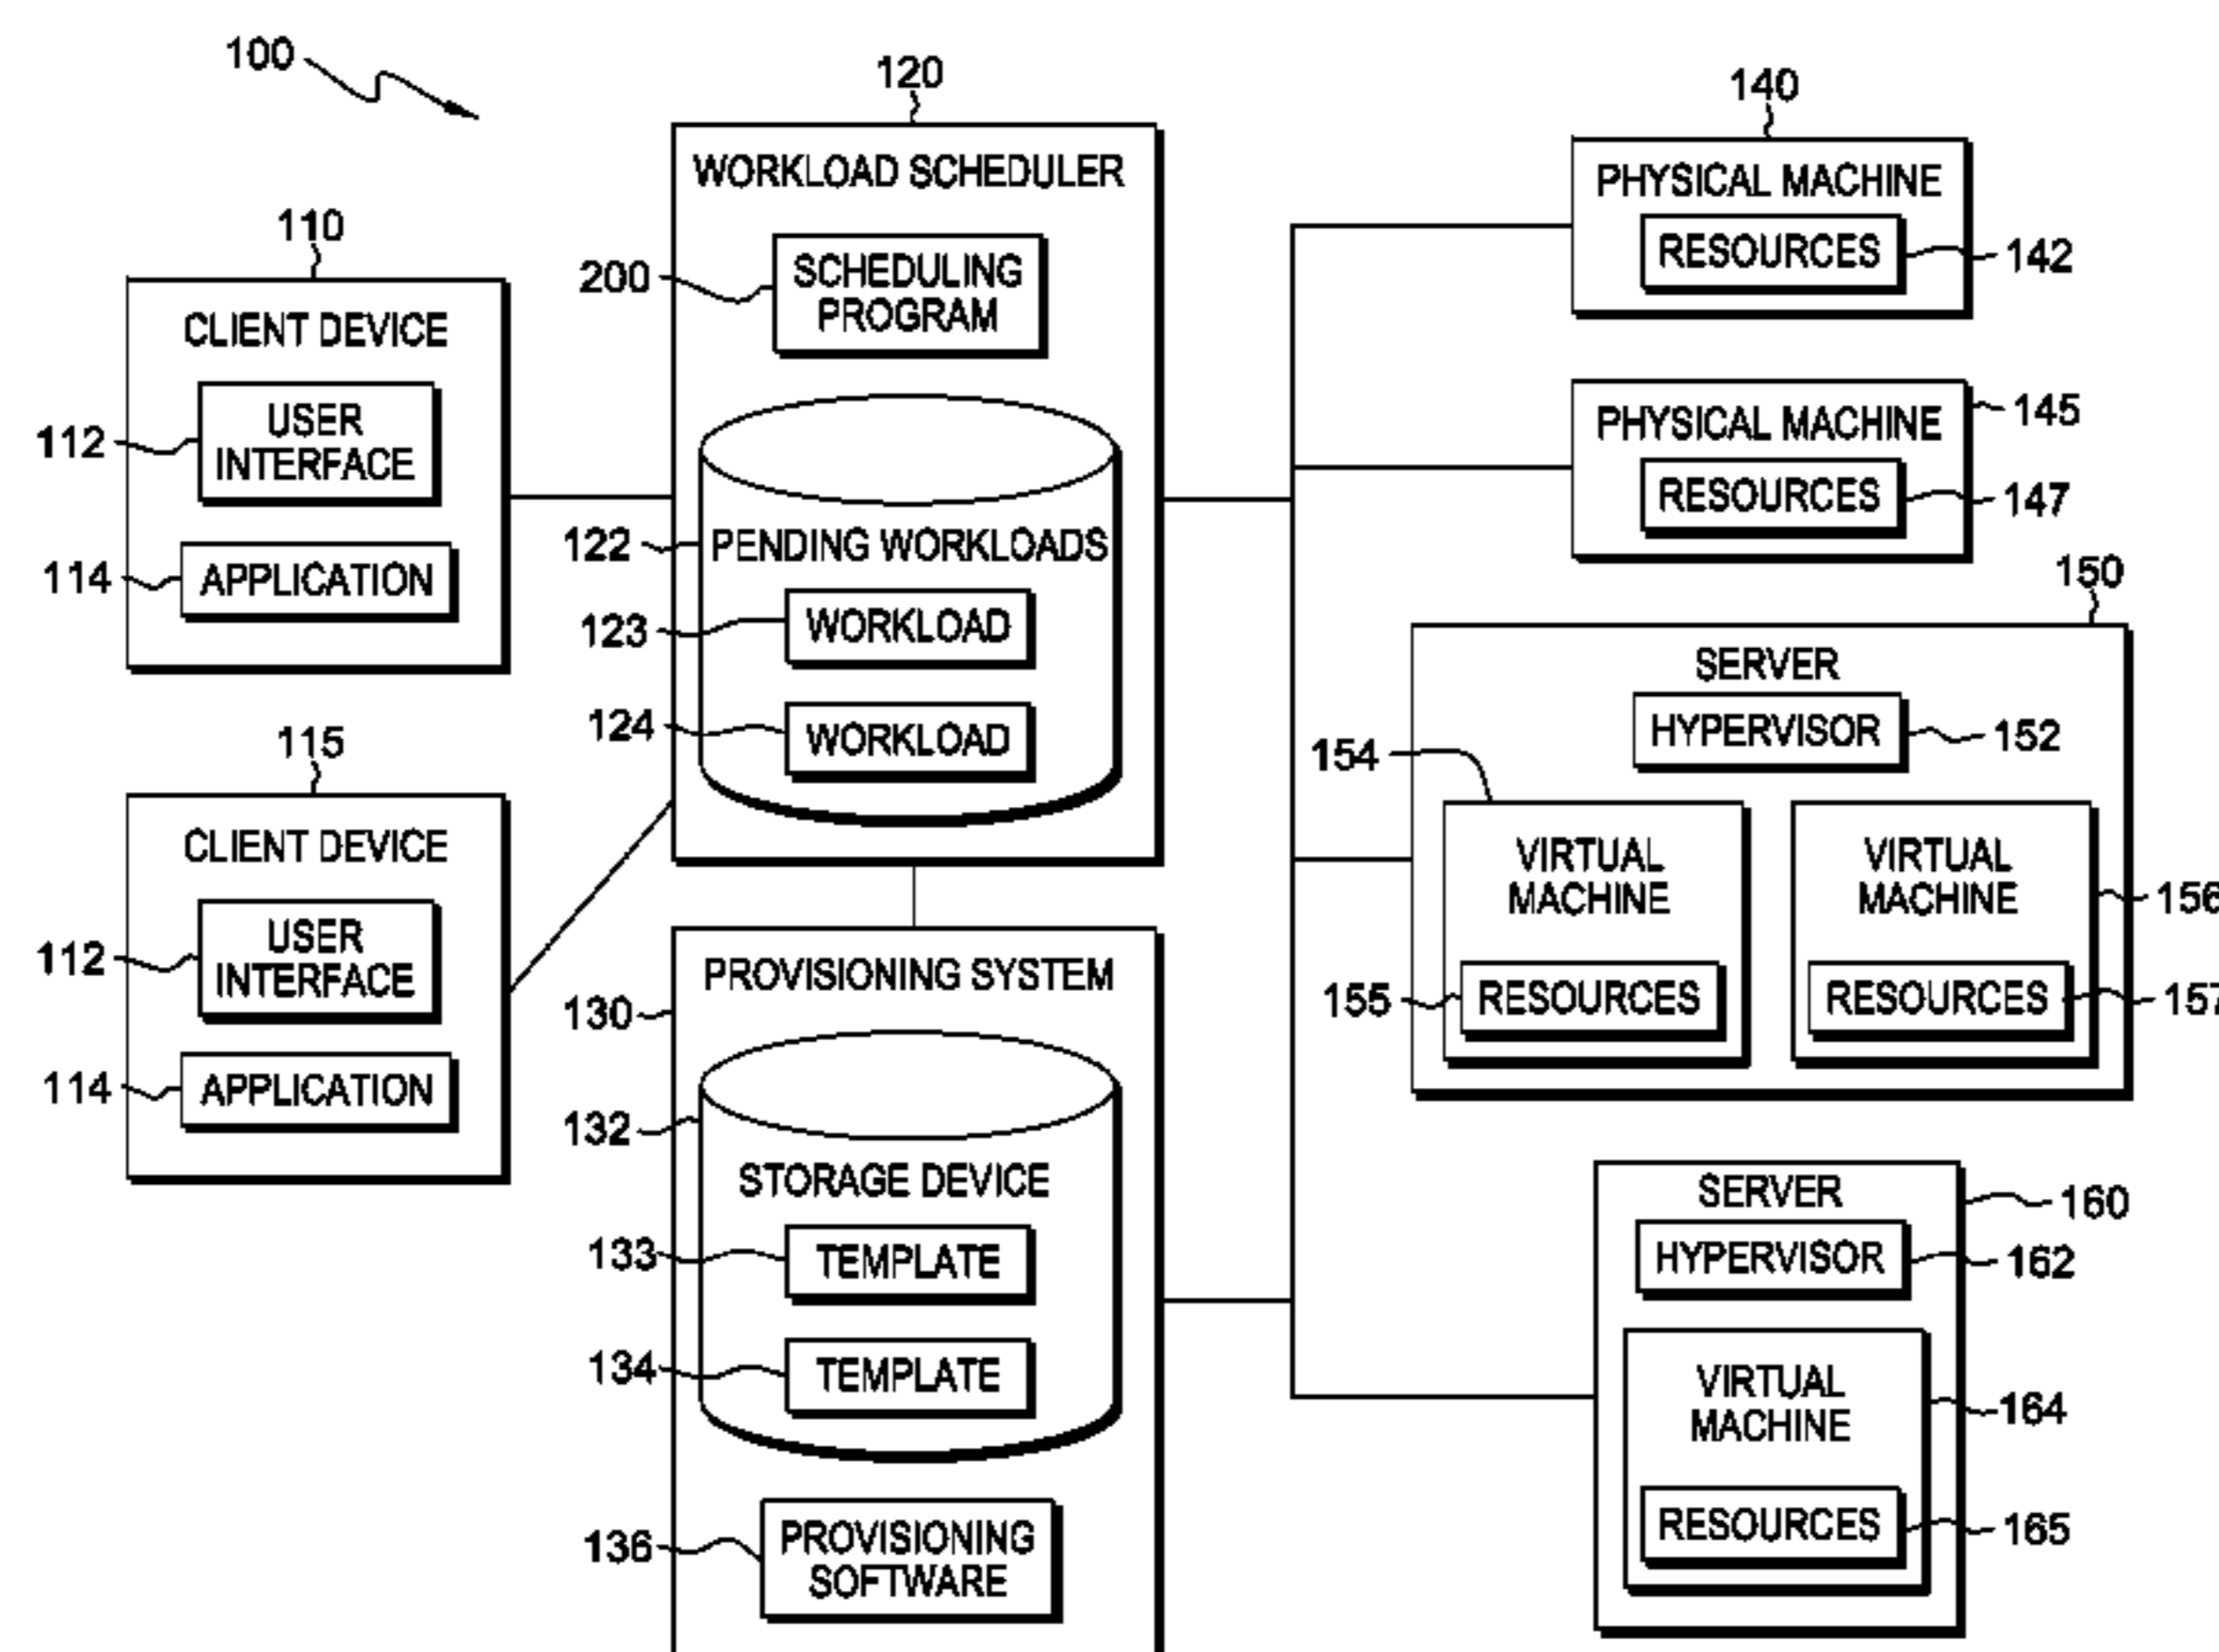 100
110
CLIENT DEVICE
112
USER
INTERFACE
114
APPLICATION
115
CLIENT DEVICE
112
USER
INTERFACE
114
APPLICATION
120
WORKLOAD SCHEDULER
200
SCHEDULING
PROGRAM
122
PENDING WORKLOADS
123
WORKLOAD
124
WORKLOAD
130
PROVISIONING SYSTEM
132
STORAGE DEVICE
133
TEMPLATE
134
TEMPLATE
136
PROVISIONING
SOFTWARE
140
PHYSICAL MACHINE
RESOURCES
142
PHYSICAL MACHINE
145
RESOURCES
147
150
SERVER
HYPERVISOR
152
154
VIRTUAL
MACHINE
155
RESOURCES
VIRTUAL
MACHINE
156
RESOURCES
157
SERVER
160
HYPERVISOR
162
VIRTUAL
MACHINE
164
RESOURCES
165